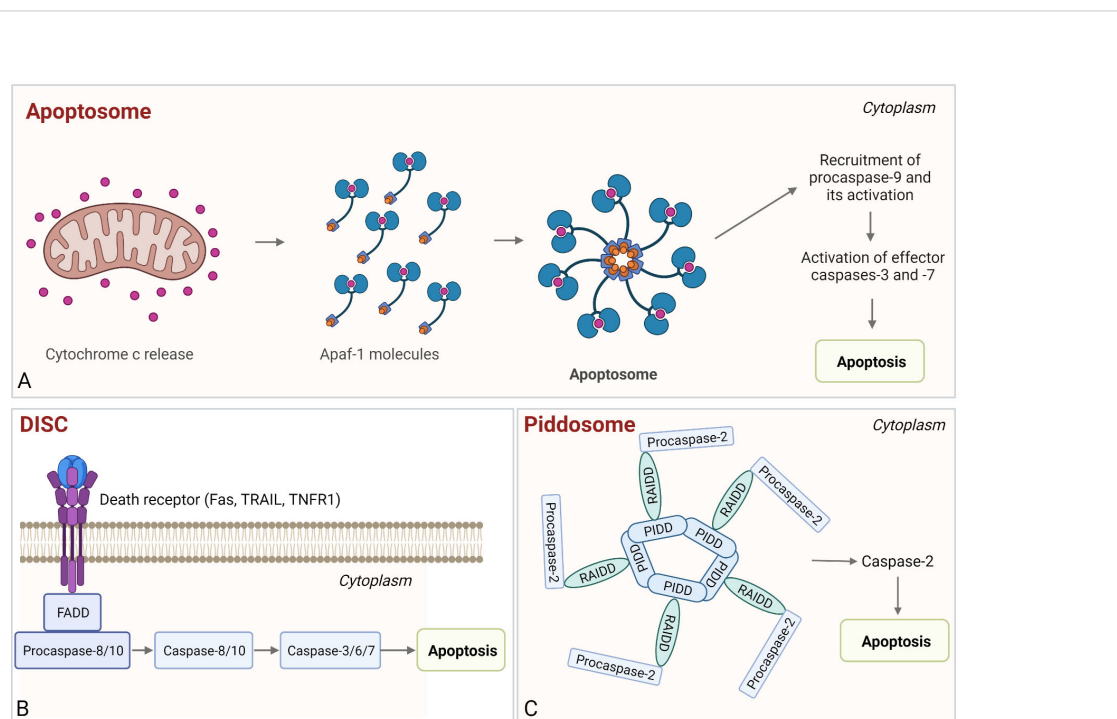 Apoptosome
Cytoplasm
Recruitment of
procaspase-9 and
its activation
Activation of effector
caspases-3 and -7
Apoptosis
Cytochrome c release
Apaf-1 molecules
Apoptosome
A
DISC
Death receptor (Fas, TRAIL, TNFR1)
Cytoplasm
FADD
Procaspase-8/10
Caspase-8/10
Caspase-3/6/7
Apoptosis
B
Piddosome
Cytoplasm
Procaspase-2
RAIDD
PIDD
Procaspase-2
RAIDD
PIDD
Procaspase-2
RAIDD
PIDD
Procaspase-2
RAIDD
PIDD
Procaspase-2
RAIDD
PIDD
Caspase-2
Apoptosis
C